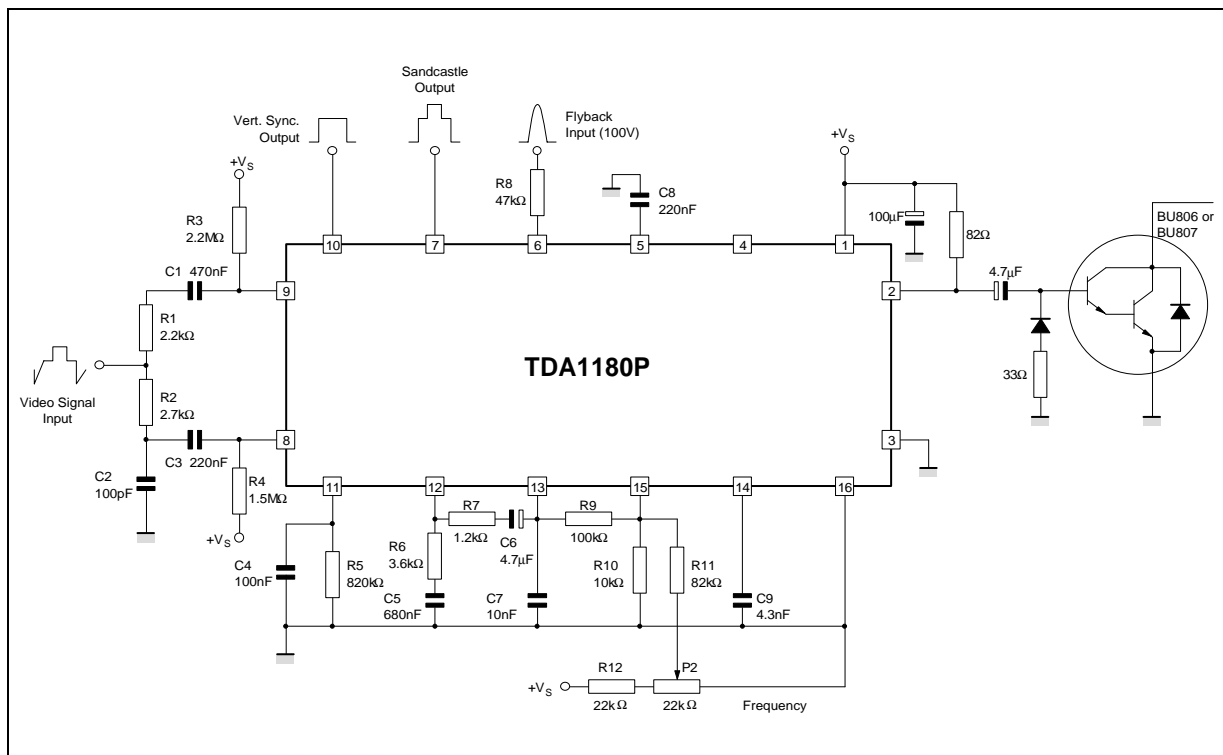 Sandcastle
Output
Vert. Sync.
Output
Flyback
Input (100V)
+VS
+VS
R3
2.2MΩ
R8
47kΩ
C8
220nF
100µF
82Ω
BU806 or
BU807
10
7
6
5
4
1
C1 470nF
9
2
4.7µF
R1
2.2kΩ
TDA1180P
33Ω
Video Signal
Input
R2
2.7kΩ
8
3
C3 220nF
C2
100pF
R4
1.5MΩ
+VS
11
12
13
15
14
16
R7
1.2kΩ
C6
4.7µF
R9
100kΩ
R6
3.6kΩ
R10
10kΩ
R11
82kΩ
C4
100nF
R5
820kΩ
C5
680nF
C7
10nF
C9
4.3nF
+VS
R12
22kΩ
P2
22kΩ
Frequency